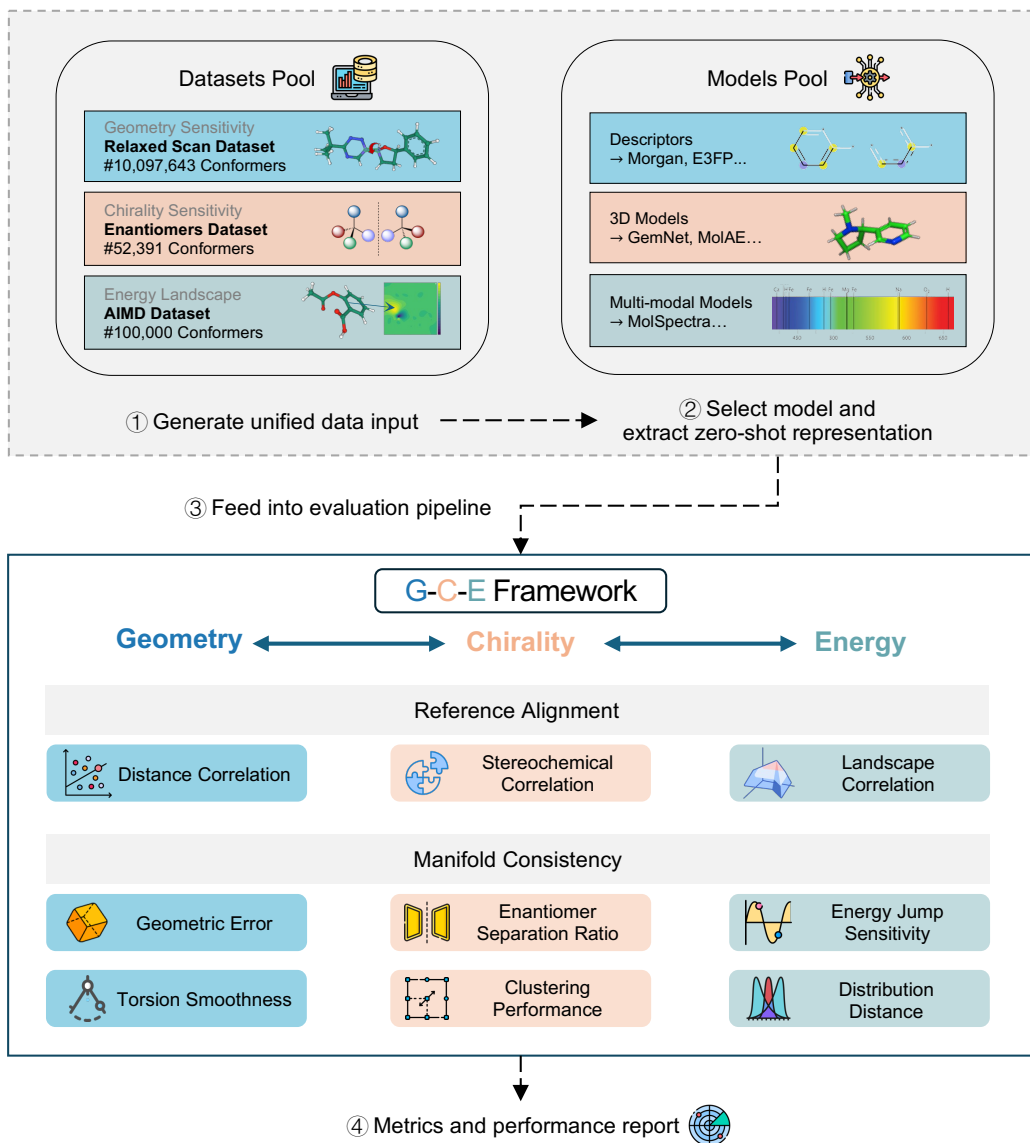 Datasets Pool
Geometry Sensitivity
Relaxed Scan Dataset
#10,097,643 Conformers
Chirality Sensitivity
Enantiomers Dataset
#52,391 Conformers
Energy Landscape
AIMD Dataset
#100,000 Conformers
Models Pool
Descriptors
→ Morgan, E3FP...
3D Models
→ GemNet, MolAE...
Multi-modal Models
→ MolSpectra...
① Generate unified data input
② Select model and
extract zero-shot representation
③ Feed into evaluation pipeline
G-C-E Framework
Geometry
Chirality
Energy
Reference Alignment
Distance Correlation
Stereochemical
Correlation
Landscape
Correlation
Manifold Consistency
Geometric Error
Enantiomer
Separation Ratio
Energy Jump
Sensitivity
Torsion Smoothness
Clustering
Performance
Distribution
Distance
④ Metrics and performance report